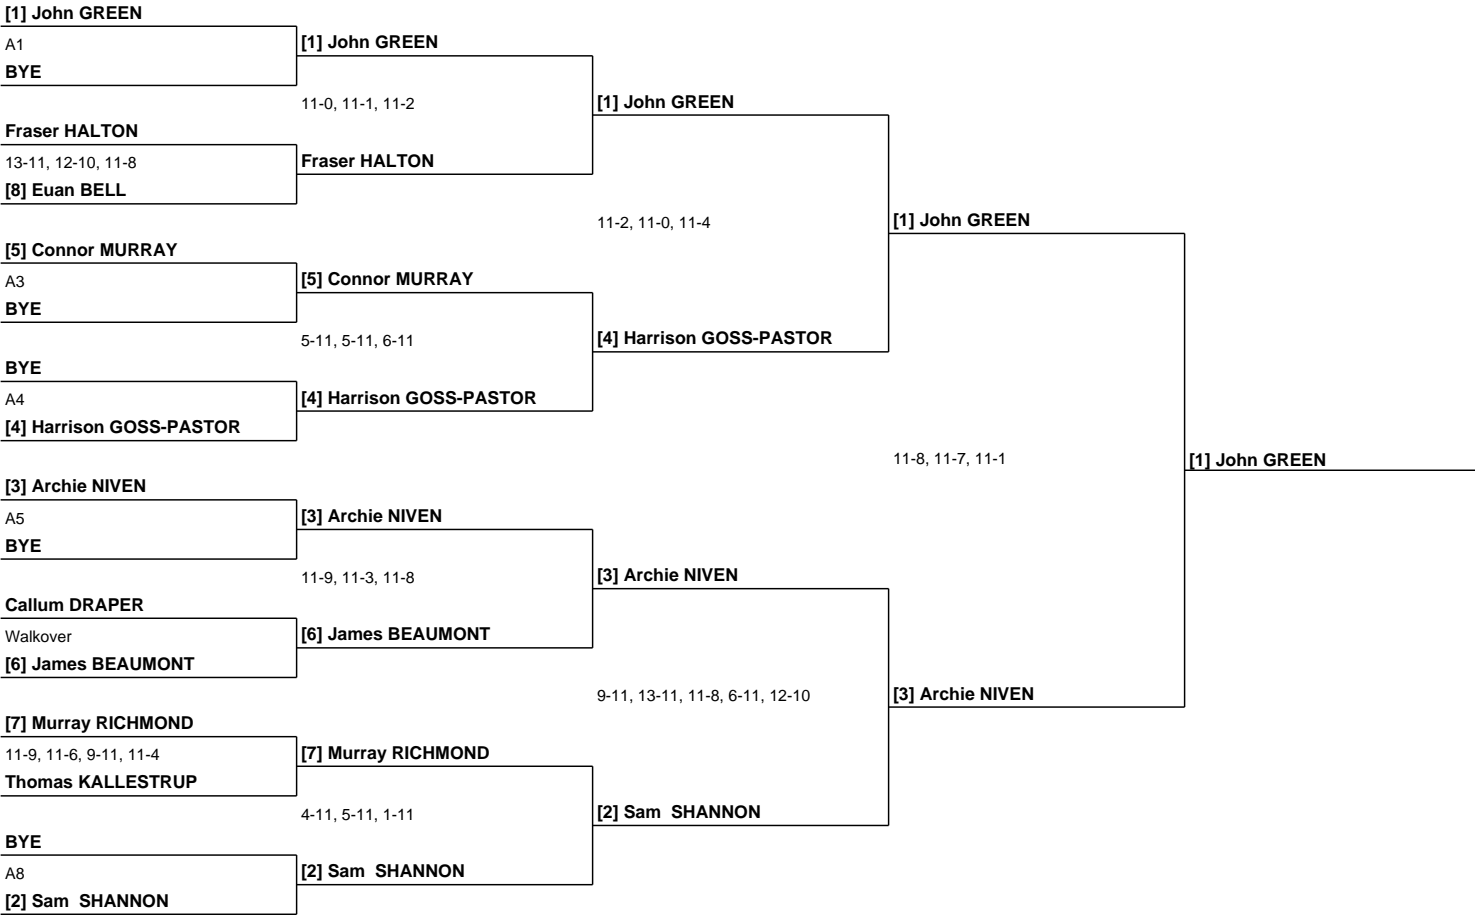 [1] John GREEN
A1
BYE
Fraser HALTON
13-11, 12-10, 11-8
[8] Euan BELL
[5] Connor MURRAY
A3
BYE
BYE
A4
[4] Harrison GOSS-PASTOR
[3] Archie NIVEN
A5
BYE
Callum DRAPER
Walkover
[6] James BEAUMONT
[7] Murray RICHMOND
11-9, 11-6, 9-11, 11-4
Thomas KALLESTRUP
BYE
A8
[2] Sam  SHANNON
[1] John GREEN
11-0, 11-1, 11-2
Fraser HALTON
[5] Connor MURRAY
5-11, 5-11, 6-11
[4] Harrison GOSS-PASTOR
[3] Archie NIVEN
11-9, 11-3, 11-8
[6] James BEAUMONT
[7] Murray RICHMOND
4-11, 5-11, 1-11
[2] Sam  SHANNON
[1] John GREEN
11-2, 11-0, 11-4
[4] Harrison GOSS-PASTOR
[3] Archie NIVEN
9-11, 13-11, 11-8, 6-11, 12-10
[2] Sam  SHANNON
[1] John GREEN
11-8, 11-7, 11-1
[3] Archie NIVEN
[1] John GREEN